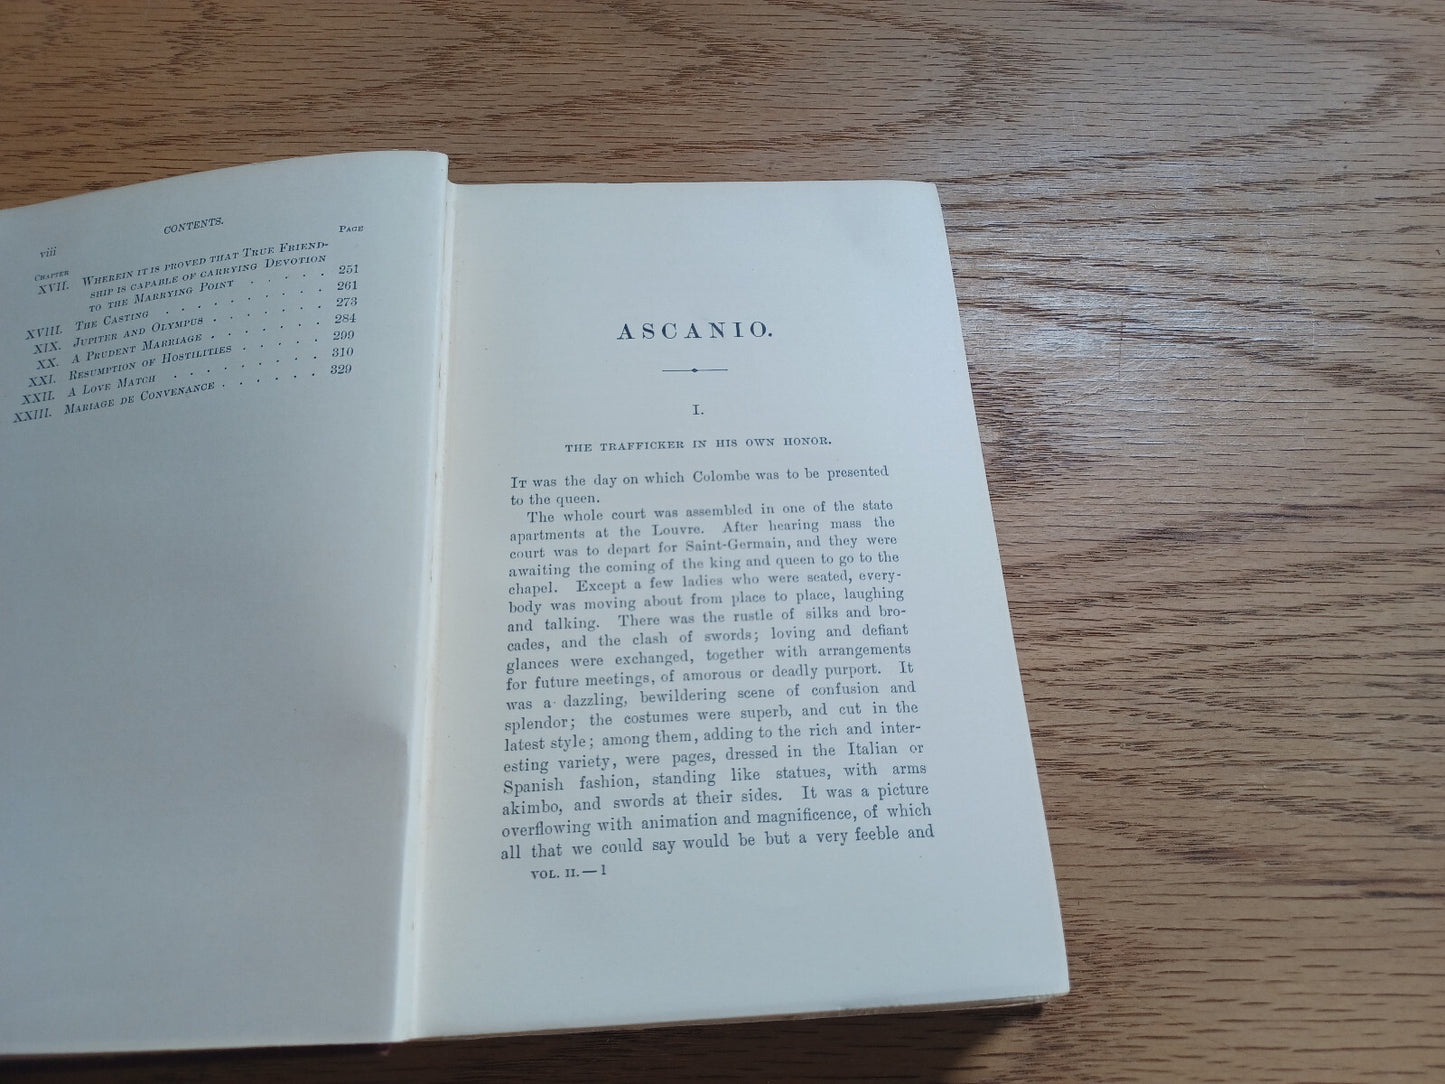 viii
CONTENTS.
Chapter
Page
XVII. Wherein it is proved that True Friend-
ship is capable of carrying Devotion
to the Marrying Point . . . . 251
XVIII. The Casting . . . . . . . . 261
XIX. Jupiter and Olympus . . . . . . 273
XX. A Prudent Marriage . . . . . . 284
XXI. Resumption of Hostilities . . . . . 299
XXII. A Love Match . . . . . . . 310
XXIII. Mariage de Convenance . . . . . . 329
ASCANIO.
I.
THE TRAFFICKER IN HIS OWN HONOR.
It was the day on which Colombe was to be presented
to the queen.
The whole court was assembled in one of the state
apartments at the Louvre. After hearing mass the
court was to depart for Saint-Germain, and they were
awaiting the coming of the king and queen to go to the
chapel. Except a few ladies who were seated, every-
body was moving about from place to place, laughing
and talking. There was the rustle of silks and bro-
cades, and the clash of swords; loving and defiant
glances were exchanged, together with arrangements
for future meetings, of amorous or deadly purport. It
was a dazzling, bewildering scene of confusion and
splendor; the costumes were superb, and cut in the
latest style; among them, adding to the rich and inter-
esting variety, were pages, dressed in the Italian or
Spanish fashion, standing like statues, with arms
akimbo, and swords at their sides. It was a picture
overflowing with animation and magnificence, of which
all that we could say would be but a very feeble and
VOL. II. — 1